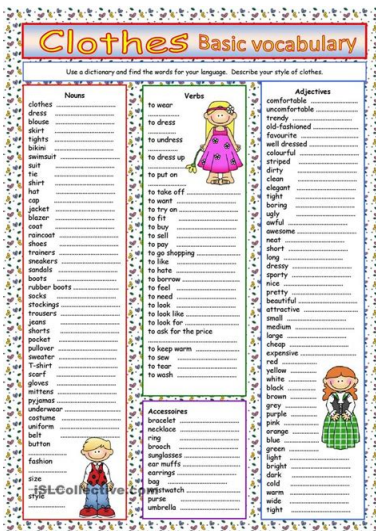 Clothes Basic vocabulary
Use a dictionary and find the words for your language. Describe your style of clothes.
Nouns
clothes
dress
blouse
skirt
tights
bikini
swimsuit
suit
tie
shirt
hat
cap
jacket
blazer
coat
raincoat
shoes
trainers
sneakers
sandals
boots
rubber boots
socks
stockings
trousers
jeans
shorts
pocket
pullover
sweater
T-shirt
scarf
gloves
mittens
pyjamas
underwear
costume
uniform
belt
button
fashion
size
style
Verbs
to wear
to dress
to undress
to dress up
to put on
to take off
to want
to try on
to fit
to buy
to sell
to pay
to go shopping
to like
to hate
to borrow
to feel
to need
to look
to look like
to look for
to ask for the price
to keep warm
to sew
to tear
to wash
Accessoires
bracelet
necklace
ring
brooch
sunglasses
ear muffs
earrings
bag
wristwatch
purse
umbrella
Adjectives
comfortable
uncomfortable
trendy
old-fashioned
favourite
well dressed
colourful
striped
dirty
clean
elegant
tight
boring
ugly
awful
awesome
neat
short
long
dressy
sporty
nice
pretty
beautiful
attractive
small
medium
large
cheap
expensive
red
yellow
white
black
brown
grey
purple
pink
orange
blue
green
light
bright
dark
cold
warm
wide
tight
iSLCollective.com